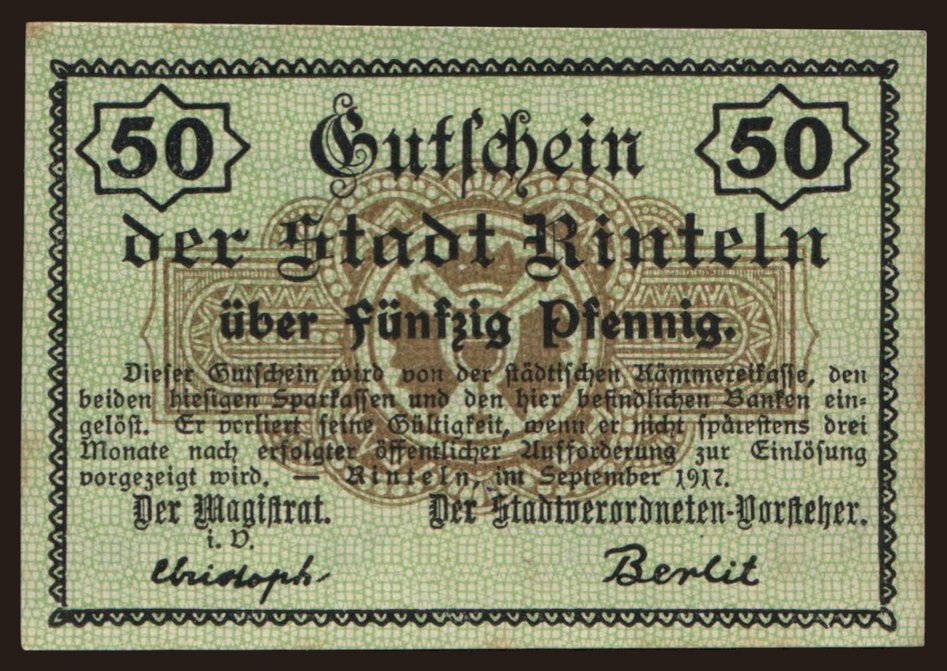 50 Gutschein 50
der Stadt Rinteln
über Fünfzig Pfennig.
Dieser Gutschein wird von der städtischen Kämmereikasse, den
beiden hiesigen Sparkassen und den hier befindlichen Banken ein-
gelöst. Er verliert seine Gültigkeit, wenn er nicht spätestens drei
Monate nach erfolgter öffentlicher Aufforderung zur Einlösung
vorgezeigt wird. — Rinteln, im September 1917.
Der Magistrat. Der Stadtverordneten-Vorsteher.
i. V.
Christoph Berlit